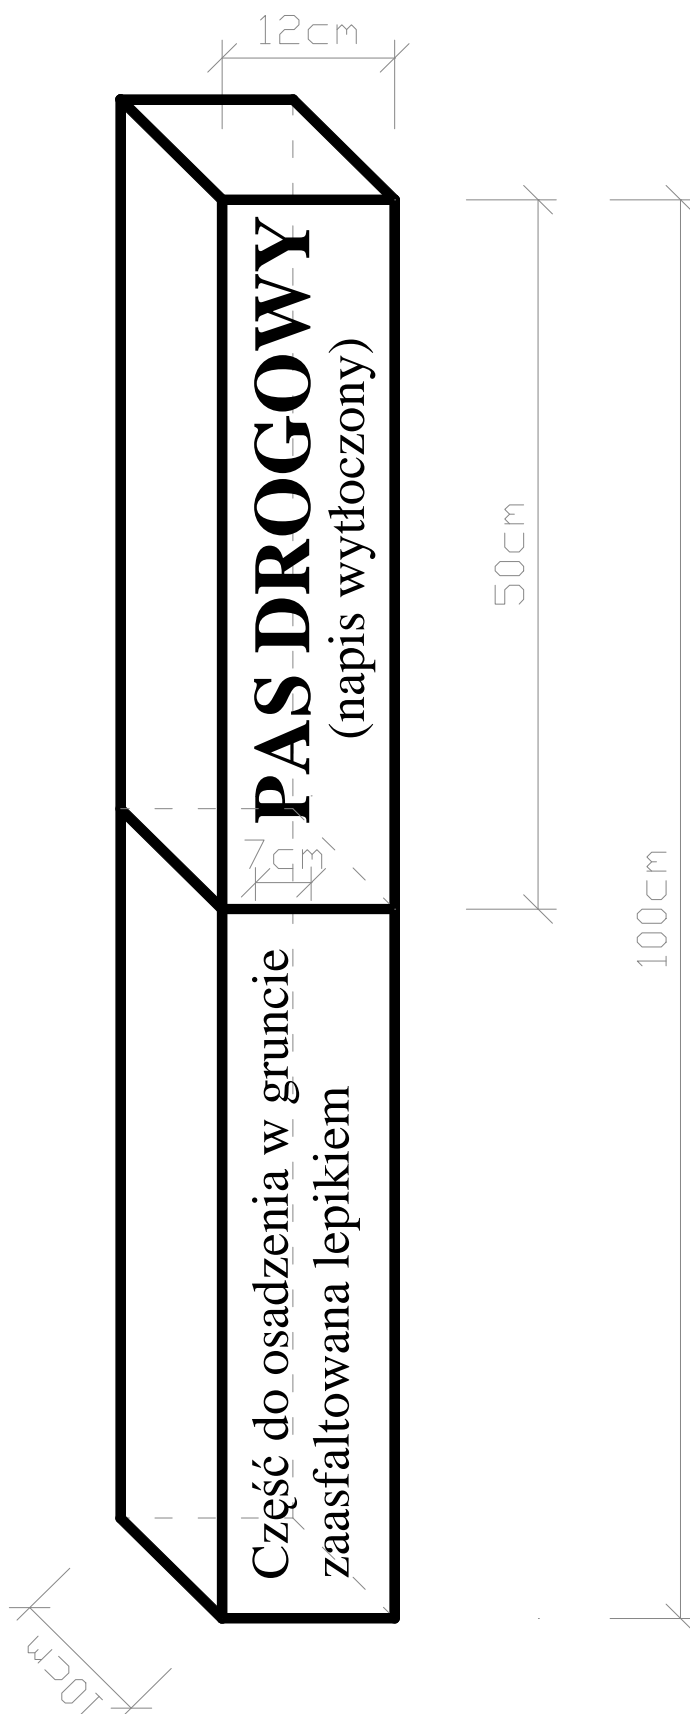 12cm
PAS DROGOWY
(napis wytłoczony)
50cm
100cm
7cm
Część do osadzenia w gruncie
zaasfaltowana lepikiem
10cm